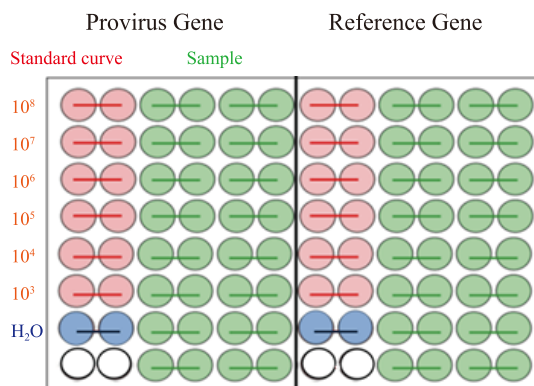 Provirus Gene Reference Gene
Standard curve Sample
10⁸
10⁷
10⁶
10⁵
10⁴
10³
H₂O